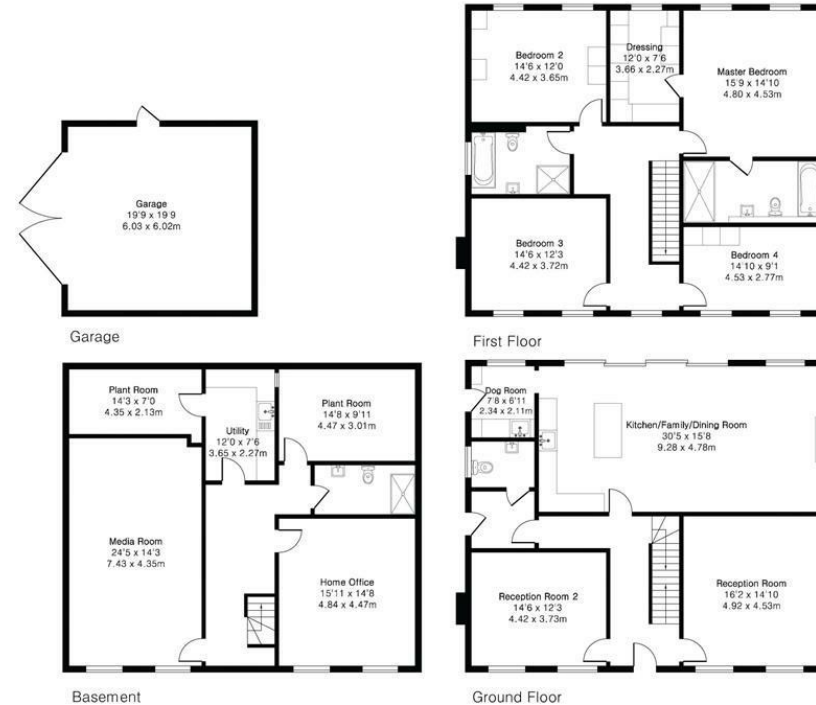 Garage
19'9 x 19 9
6.03 x 6.02m
Garage
Bedroom 2
14'6 x 12'0
4.42 x 3.65m
Dressing
12'0 x 7'6
3.66 x 2.27m
Master Bedroom
15'9 x 14'10
4.80 x 4.53m
Bedroom 3
14'6 x 12'3
4.42 x 3.72m
Bedroom 4
14'10 x 9'1
4.53 x 2.77m
First Floor
Plant Room
14'3 x 7'0
4.35 x 2.13m
Utility
12'0 x 7'6
3.65 x 2.27m
Plant Room
14'8 x 9'11
4.47 x 3.01m
Media Room
24'5 x 14'3
7.43 x 4.35m
Home Office
15'11 x 14'8
4.84 x 4.47m
Basement
Dog Room
7'8 x 6'11
2.34 x 2.11m
Kitchen/Family/Dining Room
30'5 x 15'8
9.28 x 4.78m
Reception Room 2
14'6 x 12'3
4.42 x 3.73m
Reception Room
16'2 x 14'10
4.92 x 4.53m
Ground Floor